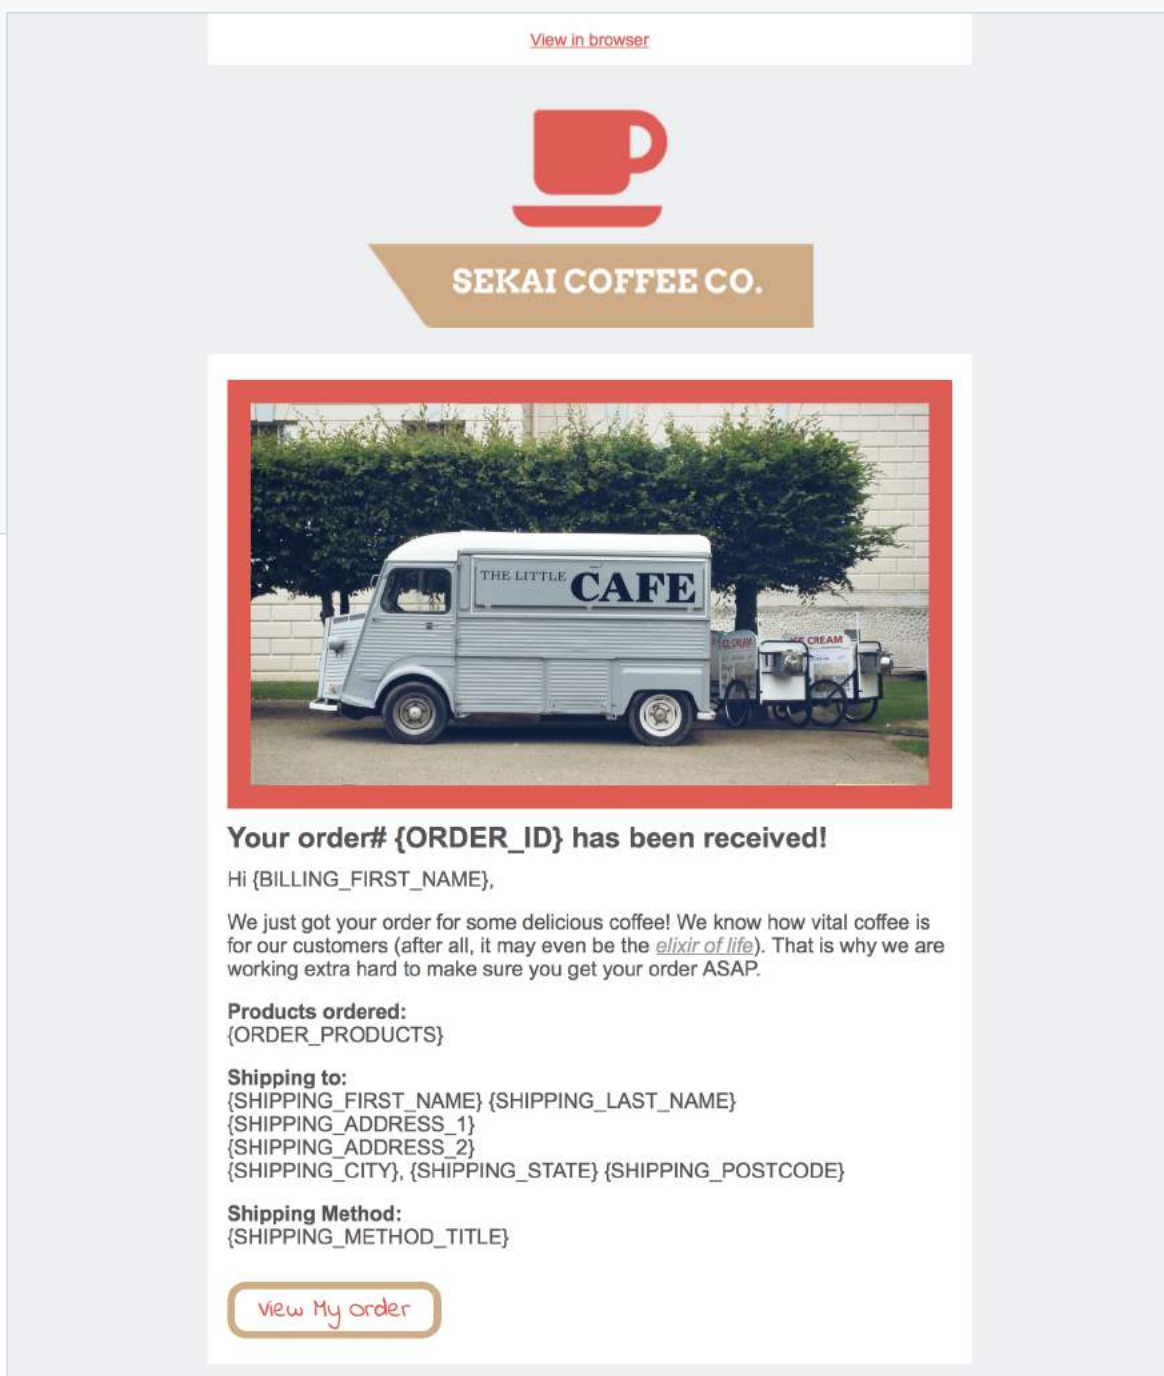 View in browser
SEKAI COFFEE CO.
THE LITTLE CAFE
ICE CREAM
Your order# {ORDER_ID} has been received!
Hi {BILLING_FIRST_NAME},
We just got your order for some delicious coffee! We know how vital coffee is
for our customers (after all, it may even be the elixir of life). That is why we are
working extra hard to make sure you get your order ASAP.
Products ordered:
{ORDER_PRODUCTS}
Shipping to:
{SHIPPING_FIRST_NAME} {SHIPPING_LAST_NAME}
{SHIPPING_ADDRESS_1}
{SHIPPING_ADDRESS_2}
{SHIPPING_CITY}, {SHIPPING_STATE} {SHIPPING_POSTCODE}
Shipping Method:
{SHIPPING_METHOD_TITLE}
View My order